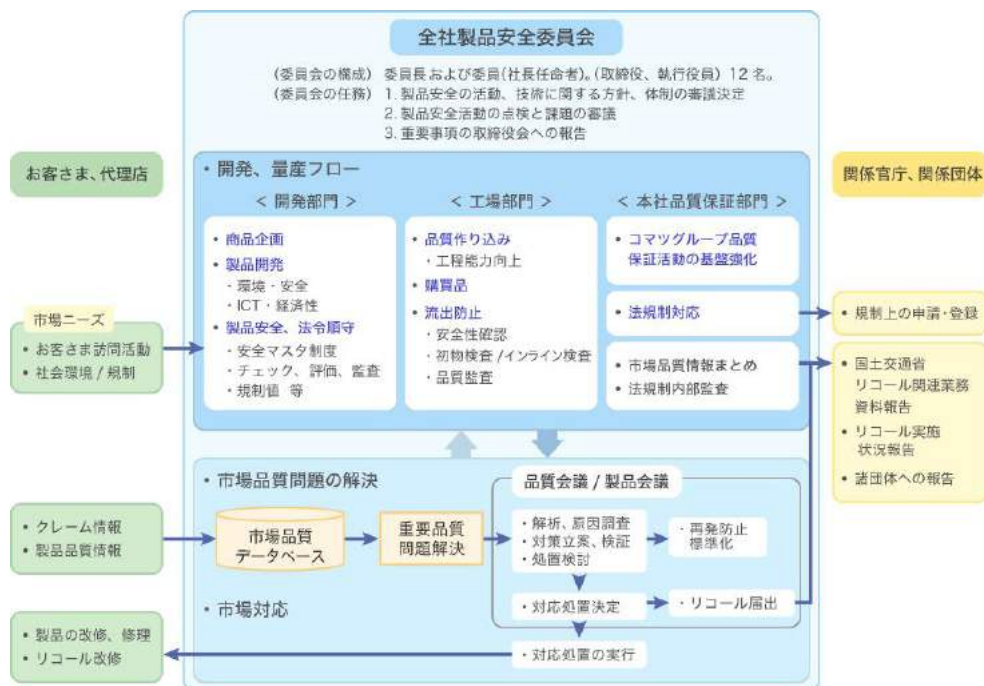 全社製品安全委員会
(委員会の構成) 委員長および委員(社長任命者)。(取締役、執行役員) 12名。
(委員会の任務) 1. 製品安全の活動、技術に関する方針、体制の審議決定
2. 製品安全活動の点検と課題の審議
3. 重要事項の取締役会への報告
お客さま、代理店
関係官庁、関係団体
・開発、量産フロー
< 開発部門 >
• 商品企画
• 製品開発
・環境・安全
・ICT・経済性
• 製品安全、法令順守
・安全マスタ制度
・チェック、評価、監査
・規制値 等
< 工場部門 >
• 品質作り込み
・工程能力向上
• 購買品
• 流出防止
・安全性確認
・初物検査/インライン検査
・品質監査
< 本社品質保証部門 >
• コマツグループ品質
保証活動の基盤強化
• 法規制対応
• 市場品質情報まとめ
• 法規制内部監査
市場ニーズ
• お客さま訪問活動
• 社会環境 / 規制
• 規制上の申請・登録
• 国土交通省
リコール関連業務
資料報告
• リコール実施
状況報告
• 諸団体への報告
・市場品質問題の解決
• クレーム情報
• 製品品質情報
市場品質
データベース
重要品質
問題解決
品質会議 / 製品会議
・解析、原因調査
・対策立案、検証
・処置検討
・再発防止
標準化
・対応処置決定
・リコール届出
・市場対応
・対応処置の実行
• 製品の改修、修理
• リコール改修